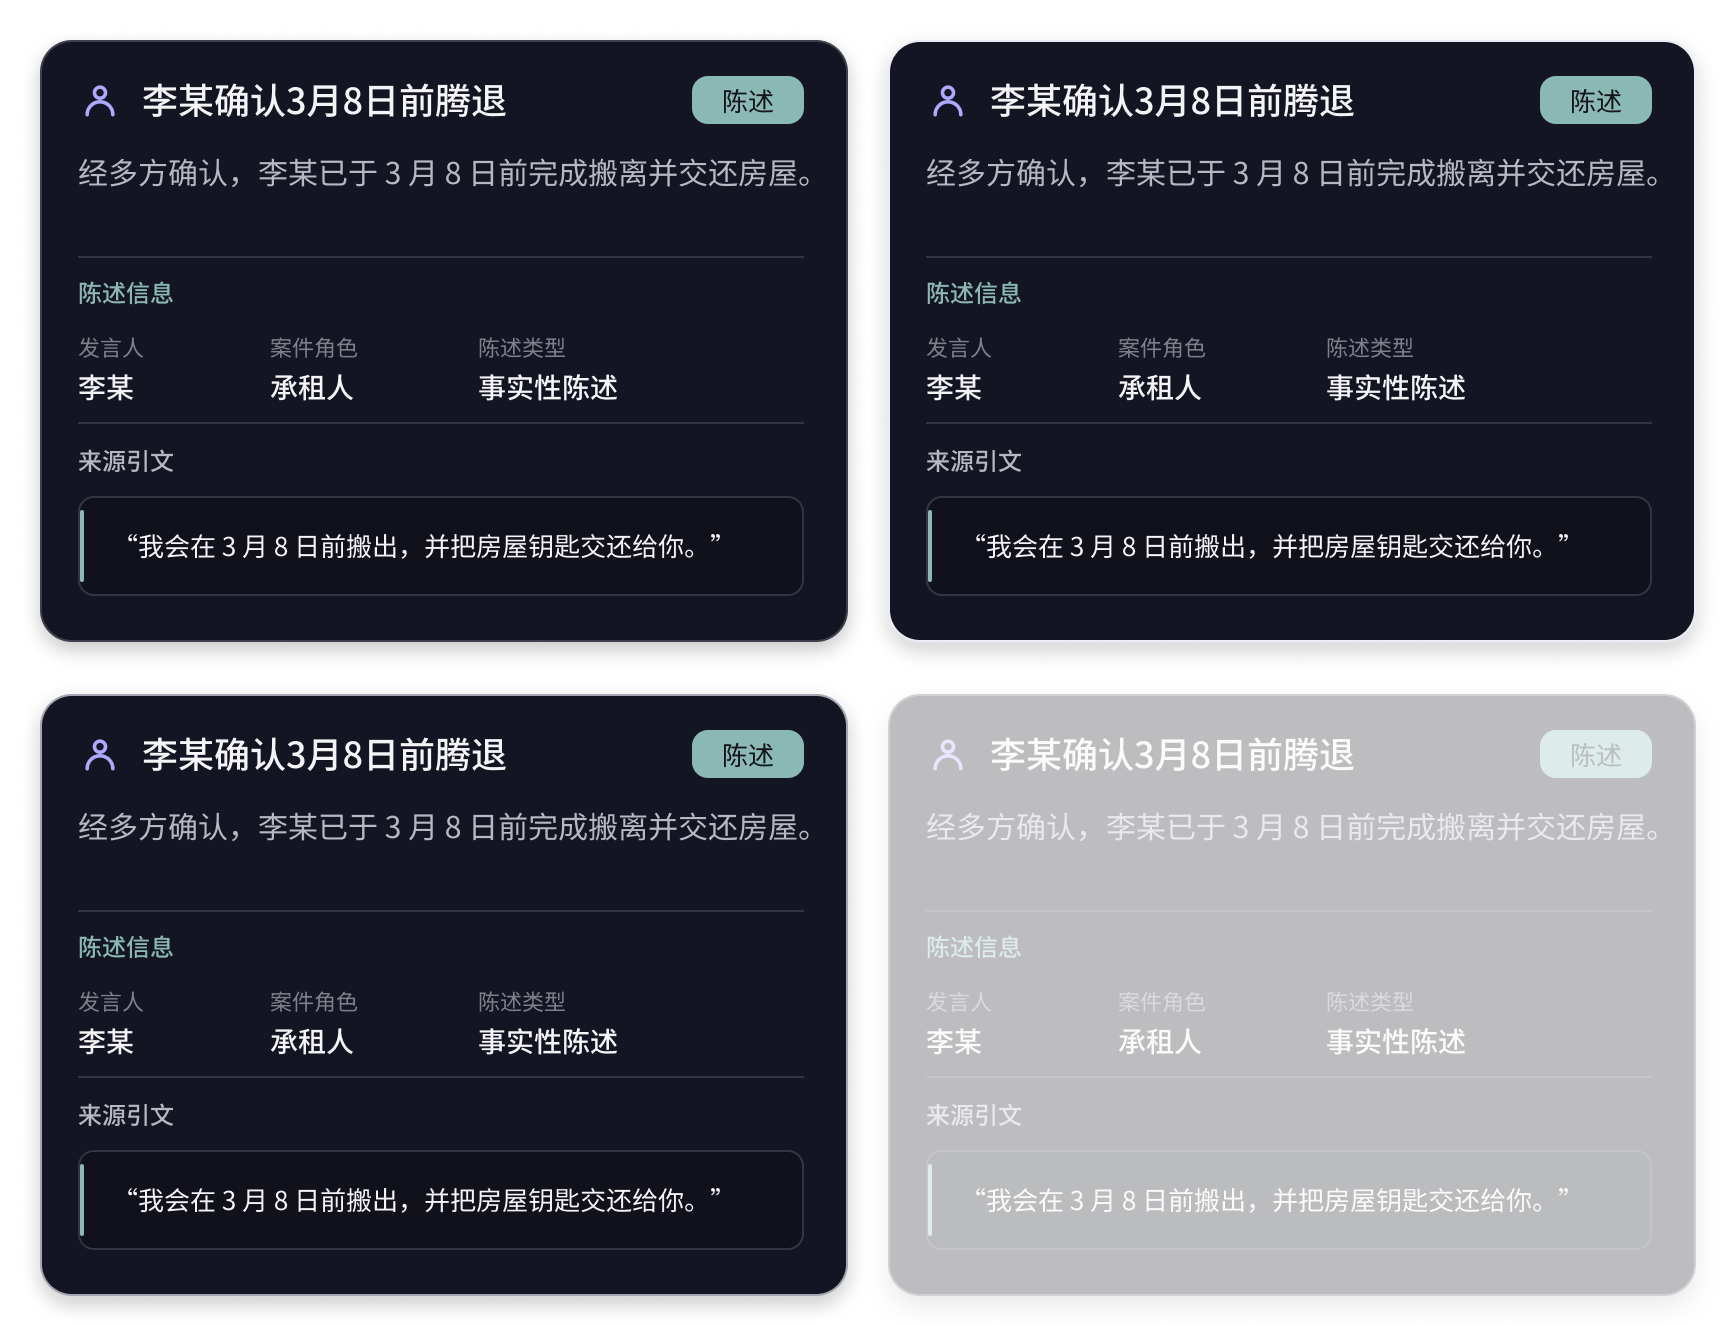 李某确认3月8日前腾退
陈述
经多方确认，李某已于 3 月 8 日前完成搬离并交还房屋。
陈述信息
发言人 案件角色 陈述类型
李某 承租人 事实性陈述
来源引文
“我会在 3 月 8 日前搬出，并把房屋钥匙交还给你。”
李某确认3月8日前腾退
陈述
经多方确认，李某已于 3 月 8 日前完成搬离并交还房屋。
陈述信息
发言人 案件角色 陈述类型
李某 承租人 事实性陈述
来源引文
“我会在 3 月 8 日前搬出，并把房屋钥匙交还给你。”
李某确认3月8日前腾退
陈述
经多方确认，李某已于 3 月 8 日前完成搬离并交还房屋。
陈述信息
发言人 案件角色 陈述类型
李某 承租人 事实性陈述
来源引文
“我会在 3 月 8 日前搬出，并把房屋钥匙交还给你。”
李某确认3月8日前腾退
陈述
经多方确认，李某已于 3 月 8 日前完成搬离并交还房屋。
陈述信息
发言人 案件角色 陈述类型
李某 承租人 事实性陈述
来源引文
“我会在 3 月 8 日前搬出，并把房屋钥匙交还给你。”